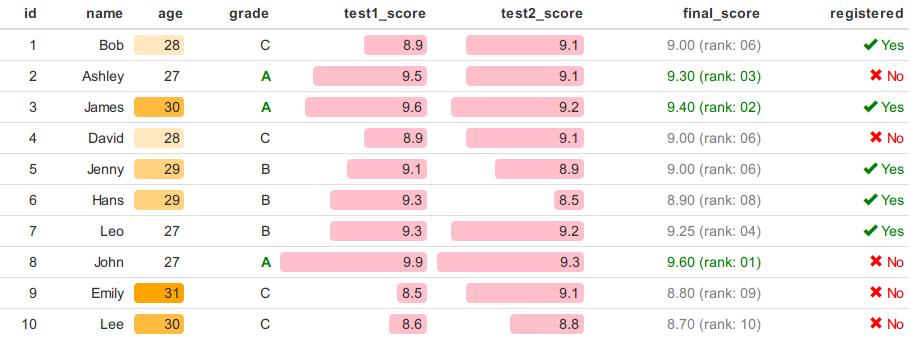 id name age grade test1_score test2_score final_score registered
1 Bob 28 C 8.9 9.1 9.00 (rank: 06) ✔ Yes
2 Ashley 27 A 9.5 9.1 9.30 (rank: 03) ✖ No
3 James 30 A 9.6 9.2 9.40 (rank: 02) ✔ Yes
4 David 28 C 8.9 9.1 9.00 (rank: 06) ✖ No
5 Jenny 29 B 9.1 8.9 9.00 (rank: 06) ✔ Yes
6 Hans 29 B 9.3 8.5 8.90 (rank: 08) ✔ Yes
7 Leo 27 B 9.3 9.2 9.25 (rank: 04) ✔ Yes
8 John 27 A 9.9 9.3 9.60 (rank: 01) ✖ No
9 Emily 31 C 8.5 9.1 8.80 (rank: 09) ✖ No
10 Lee 30 C 8.6 8.8 8.70 (rank: 10) ✖ No